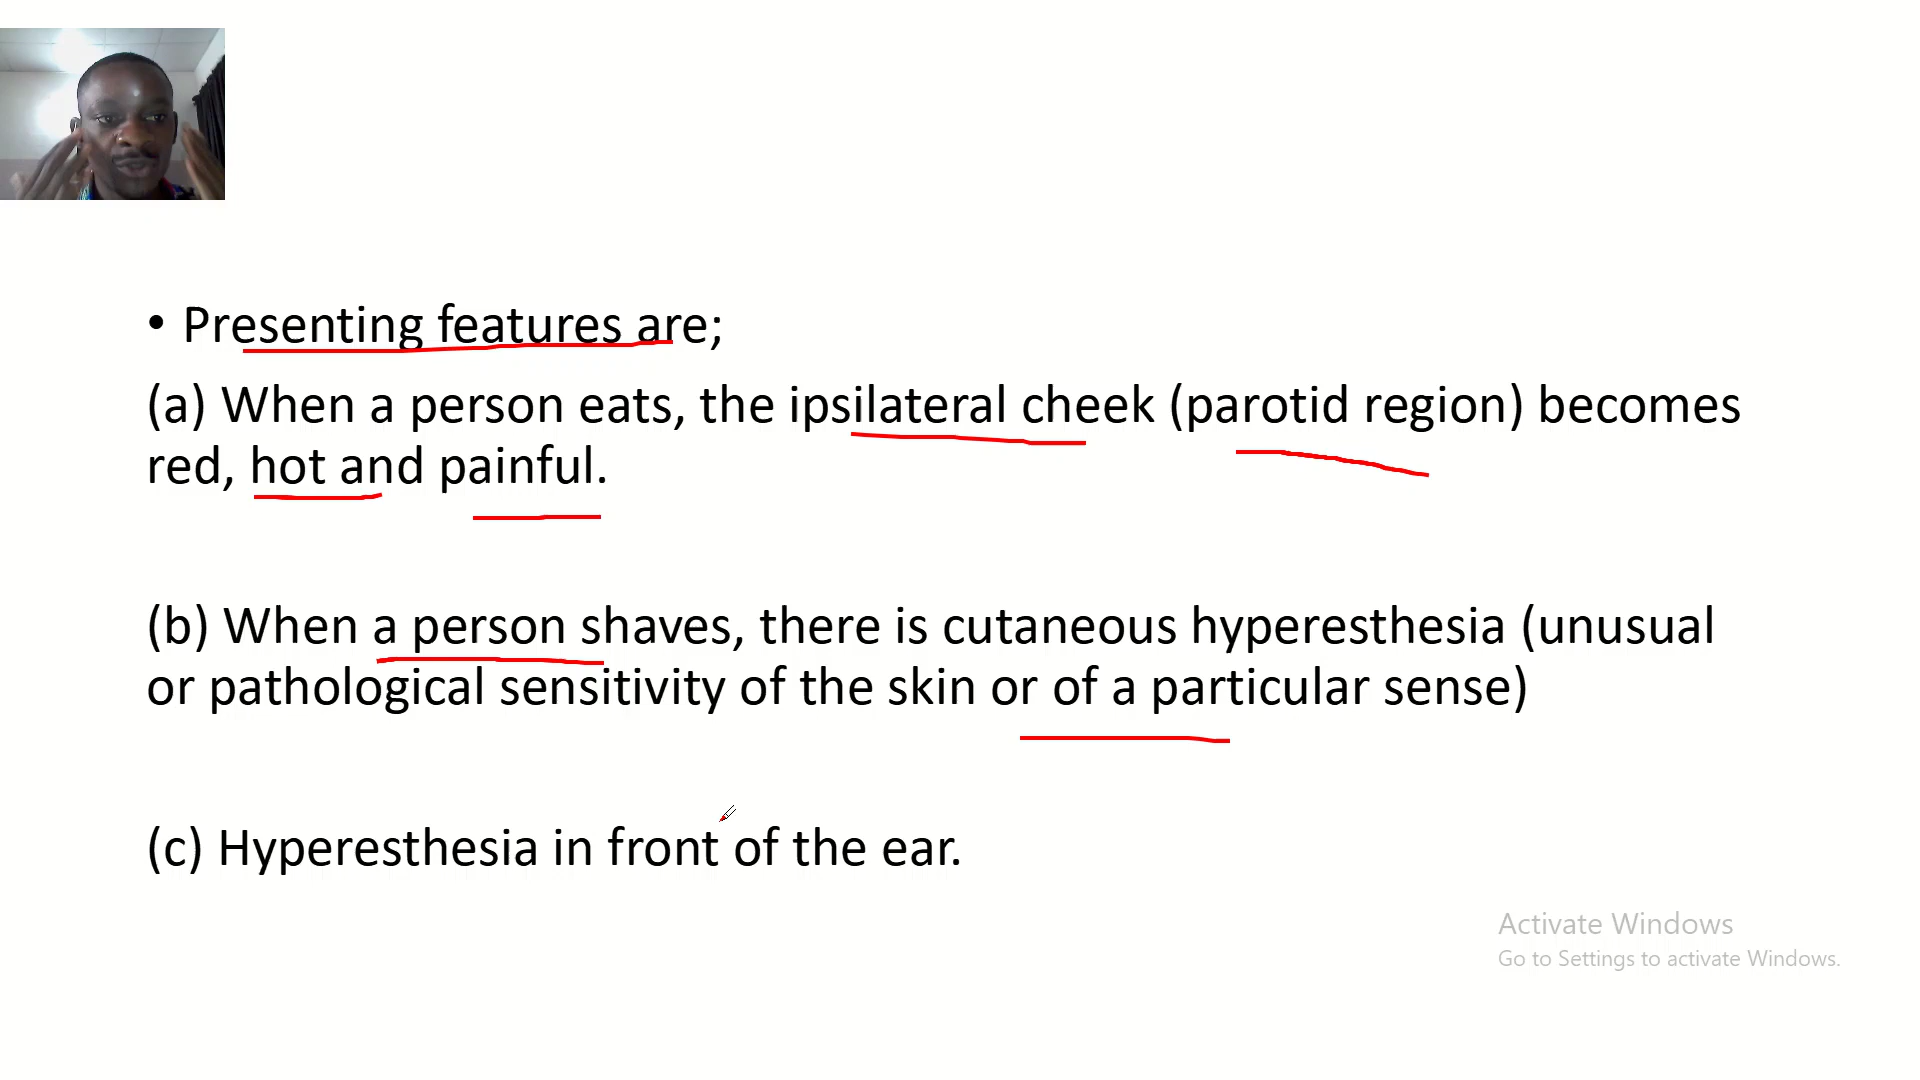 • Presenting features are;
(a) When a person eats, the ipsilateral cheek (parotid region) becomes
red, hot and painful.
(b) When a person shaves, there is cutaneous hyperesthesia (unusual
or pathological sensitivity of the skin or of a particular sense)
(c) Hyperesthesia in front of the ear.
Activate Windows
Go to Settings to activate Windows.